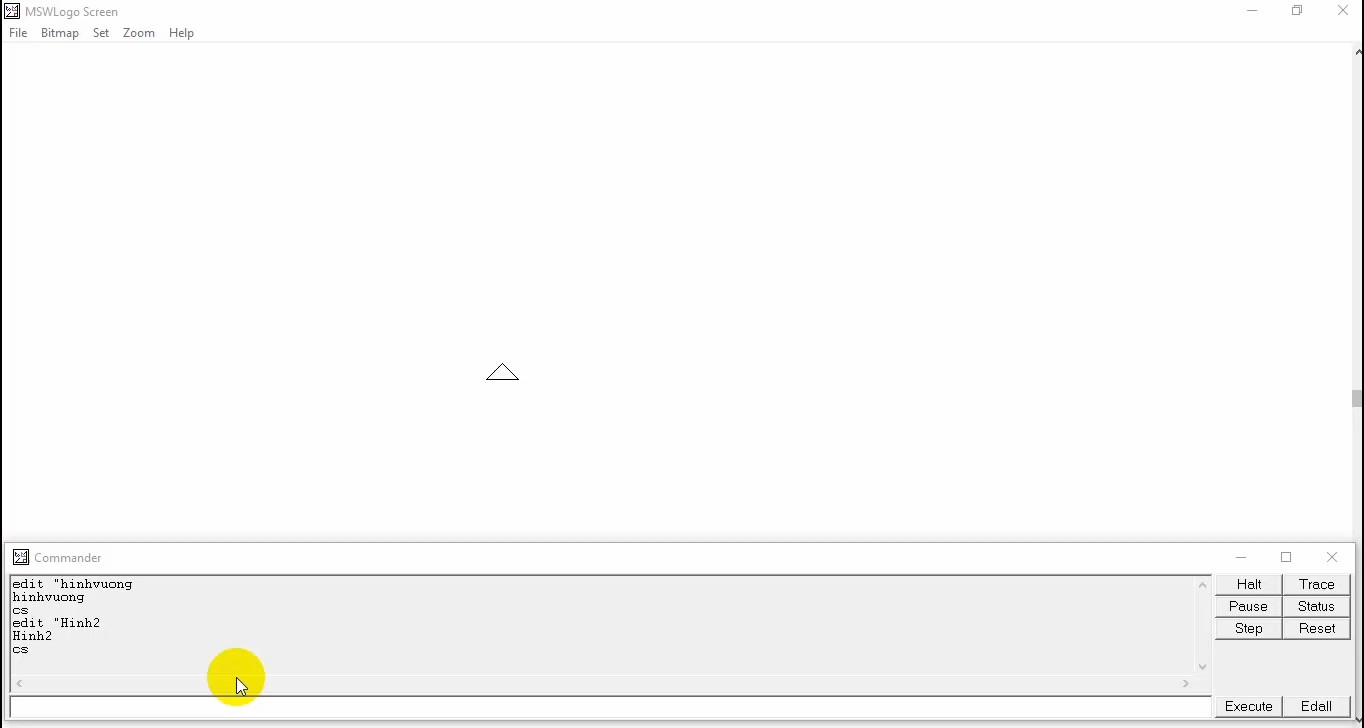 MSWLogo Screen
File Bitmap Set Zoom Help
Commander
edit "hinhvuong
hinhvuong
cs
edit "Hinh2
Hinh2
cs
Halt Trace
Pause Status
Step Reset
Execute Edall